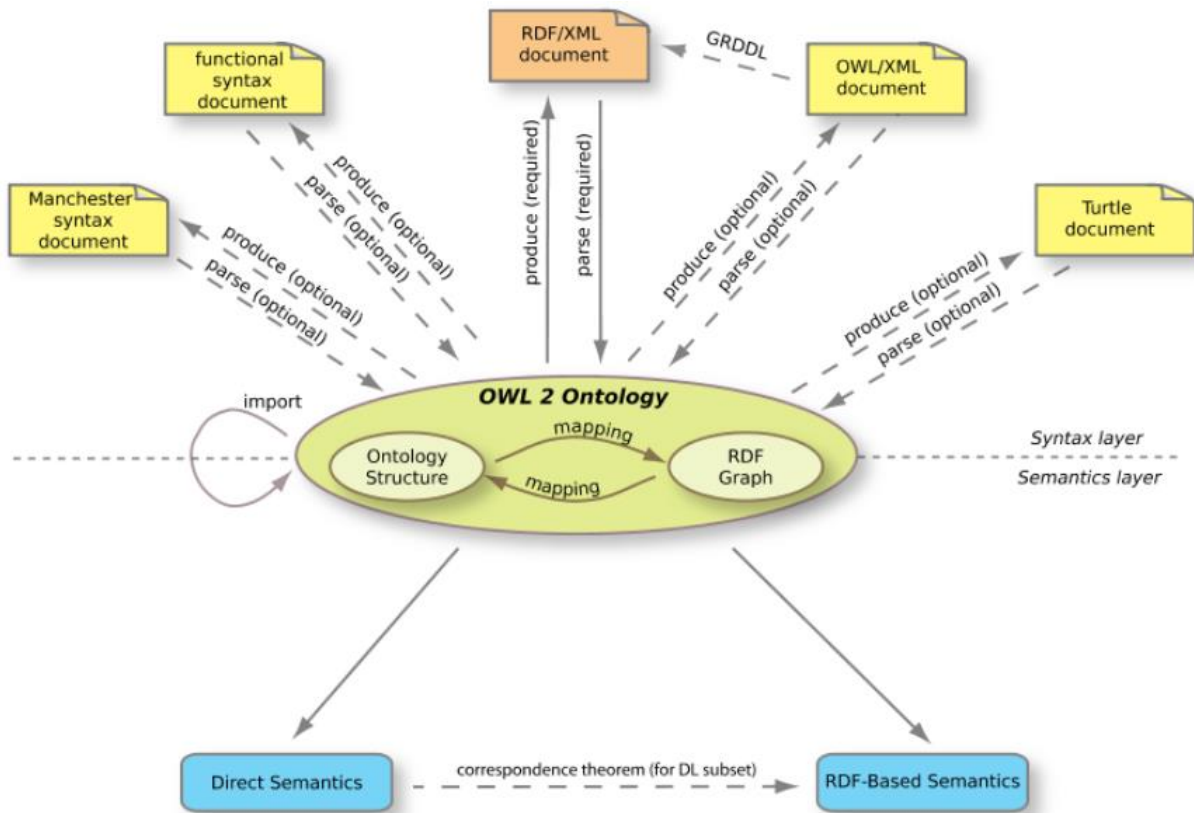 RDF/XML
document
GRDDL
functional
syntax
document
OWL/XML
document
Manchester
syntax
document
Turtle
document
produce (optional)
parse (optional)
produce (optional)
parse (optional)
produce (required)
parse (required)
produce (optional)
parse (optional)
produce (optional)
parse (optional)
OWL 2 Ontology
import
mapping
Ontology
Structure
RDF
Graph
mapping
Syntax layer
Semantics layer
Direct Semantics
correspondence theorem (for DL subset)
RDF-Based Semantics